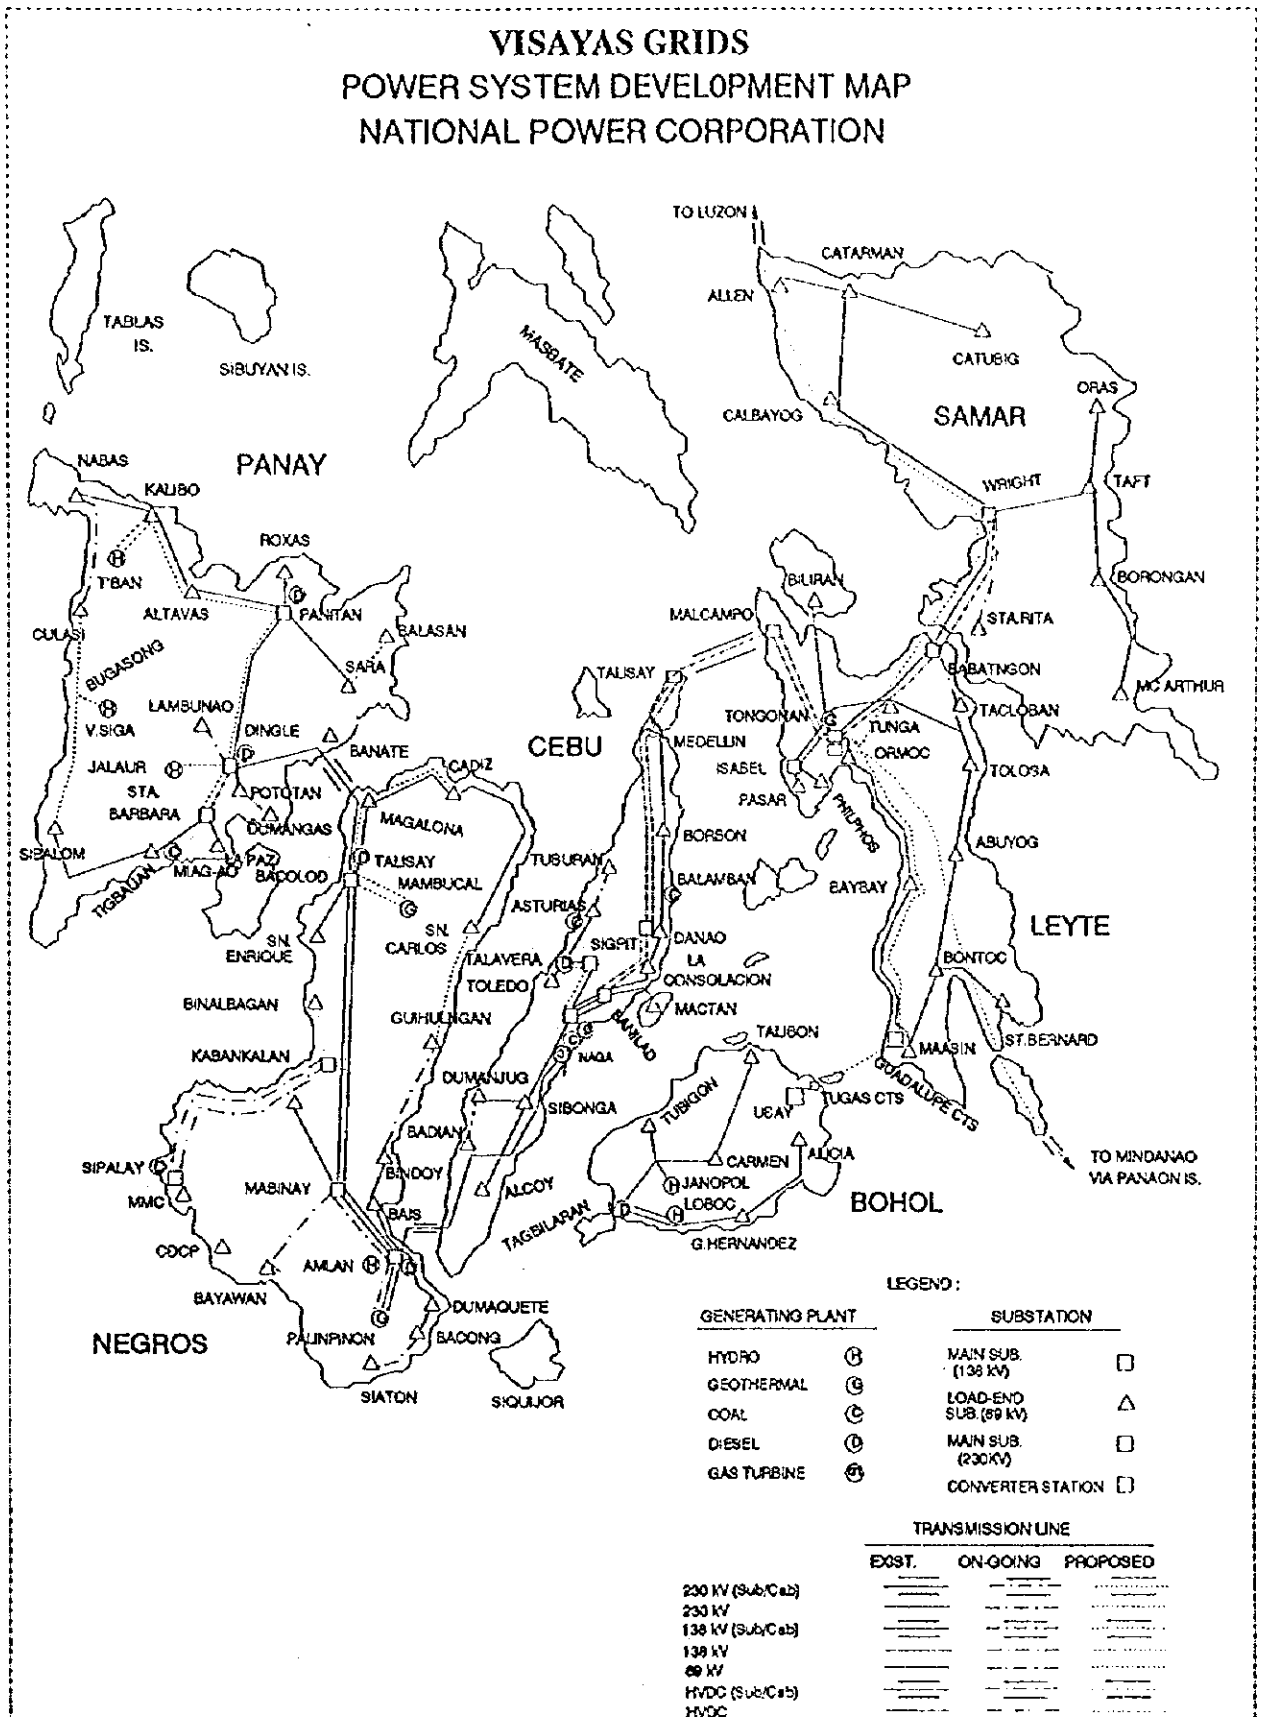 VISAYAS GRIDS
POWER SYSTEM DEVELOPMENT MAP
NATIONAL POWER CORPORATION
TO LUZON
CATARMAN
ALLEN
CATUBIG
TABLAS
IS.
SIBUYAN IS.
MASBATE
ORAS
CALBAYOG
SAMAR
NABAS
PANAY
KALIBO
WRIGHT
TAFT
ROXAS
H
T'BAN
D
BILIRAN
BORONGAN
ALTAVAS
PANITAN
MALCAMPO
STA.RITA
CULASI
BALASAN
BABATNGON
BUGASONG
SARA
TALISAY
MC ARTHUR
H
V.SIGA
LAMBUNAO
DINGLE
TONGONAN
G
TUNGA
TACLOBAN
D
BANATE
CEBU
MEDELLIN
ORMOC
JALAUR
H
CADIZ
ISABEL
TOLOSA
STA.
BARBARA
POTOTAN
PASAR
PHILPHOS
DUMANGAS
MAGALONA
BORBON
SIBALOM
D
MIAG-AO
LA PAZ
BACOLOD
D
TALISAY
TUBURAN
ABUYOG
TIGBAUAN
MAMBUCAL
G
BALAMBAN
BAYBAY
ASTURIAS
LEYTE
SN.
ENRIQUE
SN.
CARLOS
SIGPIT
DANAO
TALAVERA
D
LA
CONSOLACION
BONTOC
TOLEDO
BINALBAGAN
MACTAN
GUIHULNGAN
BANILAD
TALIBON
ST.BERNARD
KABANKALAN
C
D
NAGA
MAASIN
GUADALUPE CTS
DUMANJUG
SIBONGA
TUBIGON
UBAY
TUGAS CTS
BADIAN
SIPALAY
D
BINDOY
CARMEN
ALICIA
TO MINDANAO
VIA PANAON IS.
MMC
MABINAY
ALCOY
H
JANOPOL
BAIS
TAGBILARAN
D
LOBOC
H
BOHOL
CDCP
G.HERNANDEZ
AMLAN
H
D
BAYAWAN
LEGEND :
G
DUMAQUETE
GENERATING PLANT
SUBSTATION
NEGROS
PALINPINON
BACONG
HYDRO
H
MAIN SUB.
(138 kV)
GEOTHERMAL
G
SIATON
SIQUIJOR
COAL
C
LOAD-END
SUB.(69 kV)
DIESEL
D
MAIN SUB.
(230KV)
GAS TURBINE
GT
CONVERTER STATION
TRANSMISSION LINE
EXIST.
ON-GOING
PROPOSED
230 kV (Sub/Cab)
230 kV
138 kV (Sub/Cab)
138 kV
69 kV
HVDC (Sub/Cab)
HVDC